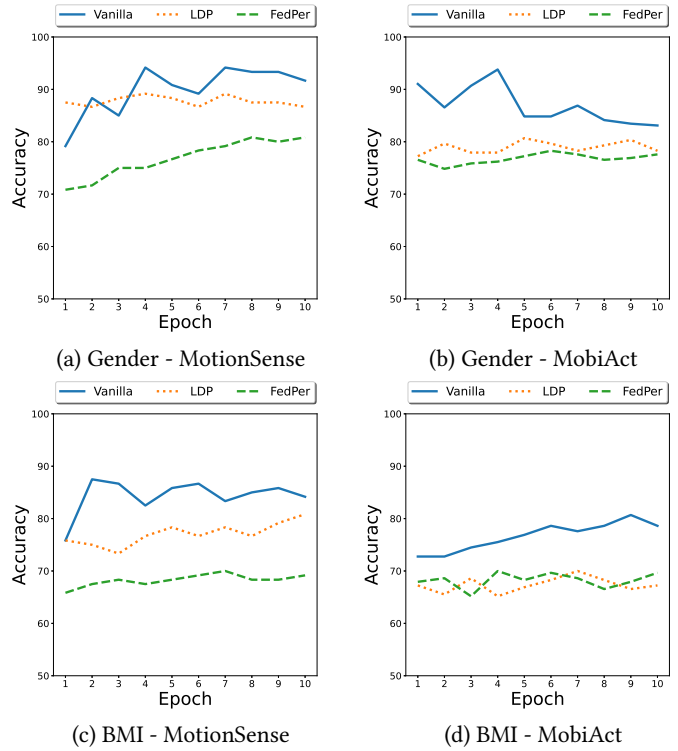 Vanilla LDP FedPer
100
90
80
70
60
50
Accuracy
1 2 3 4 5 6 7 8 9 10
Epoch
(a) Gender - MotionSense
Vanilla LDP FedPer
100
90
80
70
60
50
Accuracy
1 2 3 4 5 6 7 8 9 10
Epoch
(b) Gender - MobiAct
Vanilla LDP FedPer
100
90
80
70
60
50
Accuracy
1 2 3 4 5 6 7 8 9 10
Epoch
(c) BMI - MotionSense
Vanilla LDP FedPer
100
90
80
70
60
50
Accuracy
1 2 3 4 5 6 7 8 9 10
Epoch
(d) BMI - MobiAct